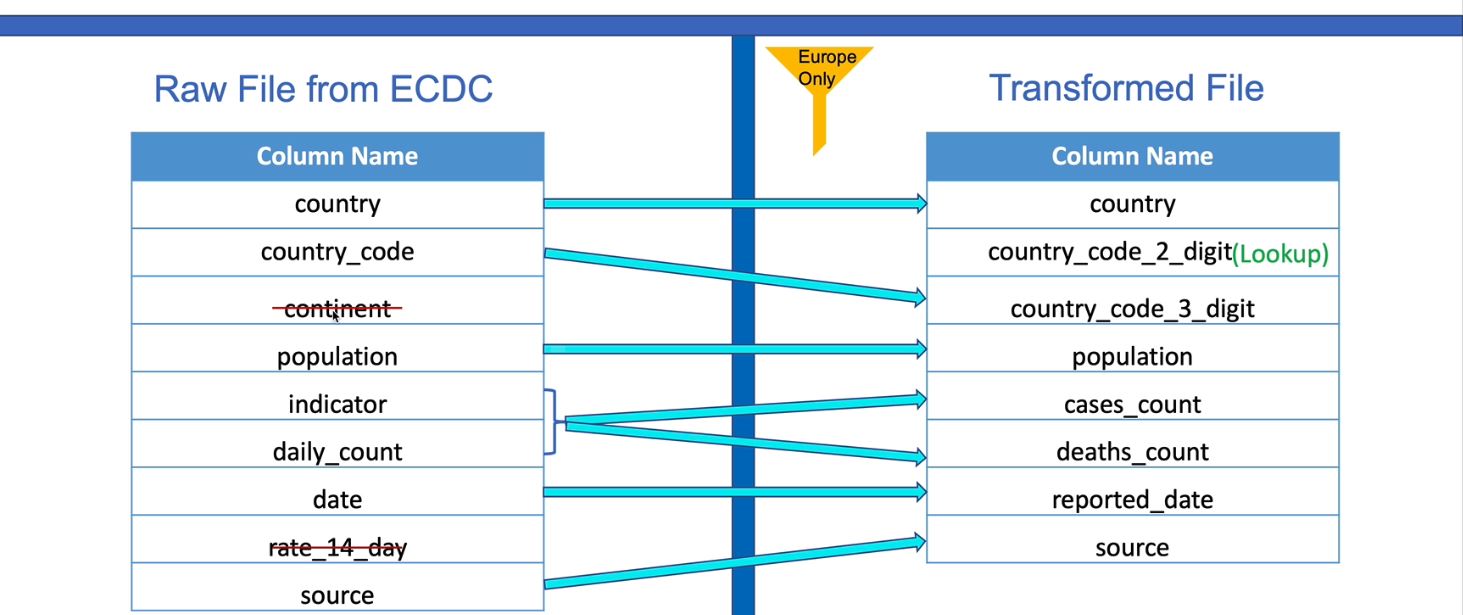 Raw File from ECDC
Europe
Only
Transformed File
Column Name
country
country_code
continent
population
indicator
daily_count
date
rate_14_day
source
Column Name
country
country_code_2_digit(Lookup)
country_code_3_digit
population
cases_count
deaths_count
reported_date
source